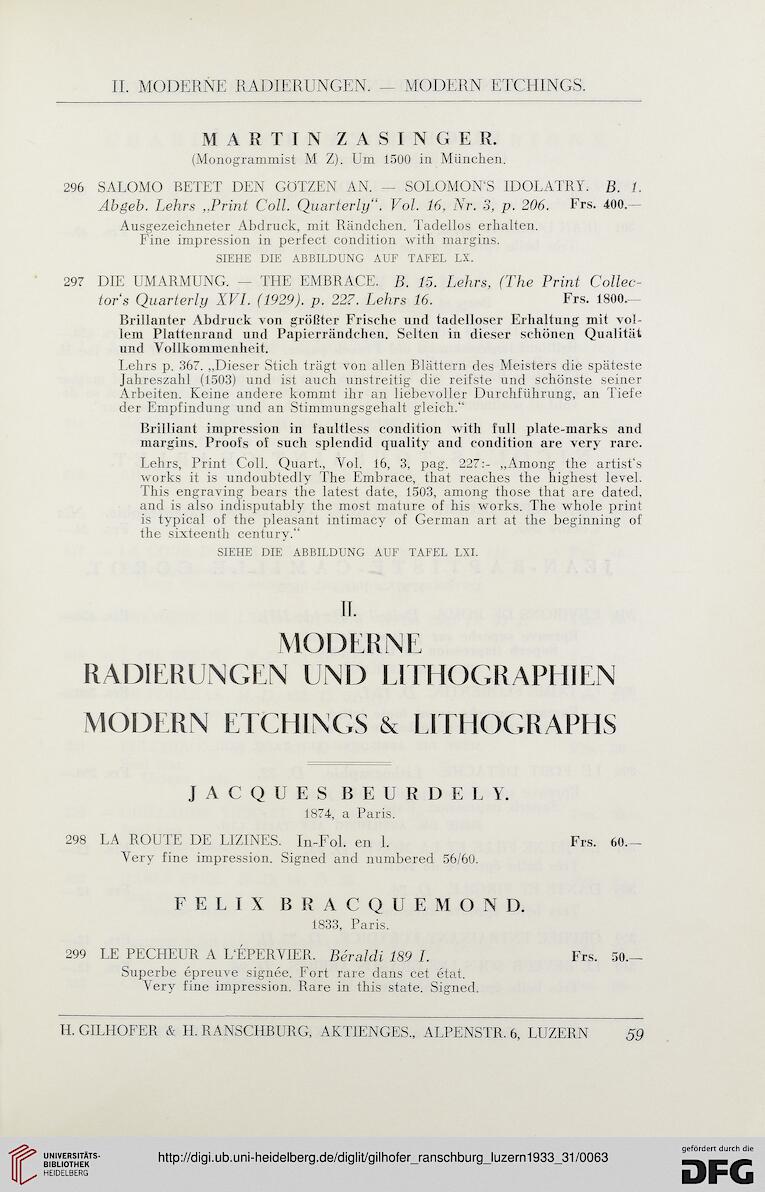 II. MODERNE RADIERUNGEN. — MODERN ETCHINGS.
MARTIN ZASINGER.
(Monogrammist M Z). Um 1500 in München.
296 SALOMO BETET DEN GÖTZEN AN. — SOLOMON'S IDOLATRY. B. 1.
Abgeb. Lehrs „Print Coll. Quarterly“. Vol. 16, Nr. 3, p. 206. Frs. 400.—
Ausgezeichneter Abdruck, mit Rändchen. Tadellos erhalten.
Fine impression in perfect condition with margins.
SIEHE DIE ABBILDUNG AUF TAFEL LX.
297 DIE UMARMUNG. — THE EMBRACE. B. 15. Lehrs, (The Print Collec-
tor's Quarterly XVI. (1929). p. 227. Lehrs 16. Frs. 1800.—
Brillanter Abdruck von größter Frische und tadelloser Erhaltung mit vol-
lem Plattenrand und Papierrändchen. Selten in dieser schönen Qualität
und Vollkommenheit.
Lehrs p. 367. „Dieser Stich trägt von allen Blättern des Meisters die späteste
Jahreszahl (1503) und ist auch unstreitig die reifste und schönste seiner
Arbeiten. Keine andere kommt ihr an liebevoller Durchführung, an Tiefe
der Empfindung und an Stimmungsgehalt gleich.“
Brilliant impression in faultless condition with full plate-marks and
margins. Proofs of such splendid quality and condition are very rare.
Lehrs, Print Coll. Quart., Vol. 16, 3, pag. 227:- „Among the artist's
works it is undoubtedly The Embrace, that reaches the highest level.
This engraving bears the latest date, 1503, among those that are dated,
and is also indisputably the most mature of his works. The whole print
is typical of the pleasant intimacy of German art at the beginning of
the sixteenth century.“
SIEHE DIE ABBILDUNG AUF TAFEL LXI.
II.
MODERNE
RADIERUNGEN UND LITHOGRAPHIEN
MODERN ETCHINGS & LITHOGRAPHS
JACQUES BEURDELY.
1874, a Paris.
298 LA ROUTE DE LIZINES. In-Fol. en l. Frs. 60.—
Very fine impression. Signed and numbered 56/60.
FELIX BRACQUEMOND.
1833, Paris.
299 LE PECHEUR A L'ÉPERVIER. Béraldi 189 I. Frs. 50.—
Superbe épreuve signée. Fort rare dans cet état.
Very fine impression. Rare in this state. Signed.
H. GILHOFER & H. RANSCHBURG, AKTIENGES., ALPENSTR. 6, LUZERN 59
UNIVERSITÄTS-
BIBLIOTHEK
HEIDELBERG
http://digi.ub.uni-heidelberg.de/diglit/gilhofer_ranschburg_luzern1933_31/0063
gefördert durch die
DFG